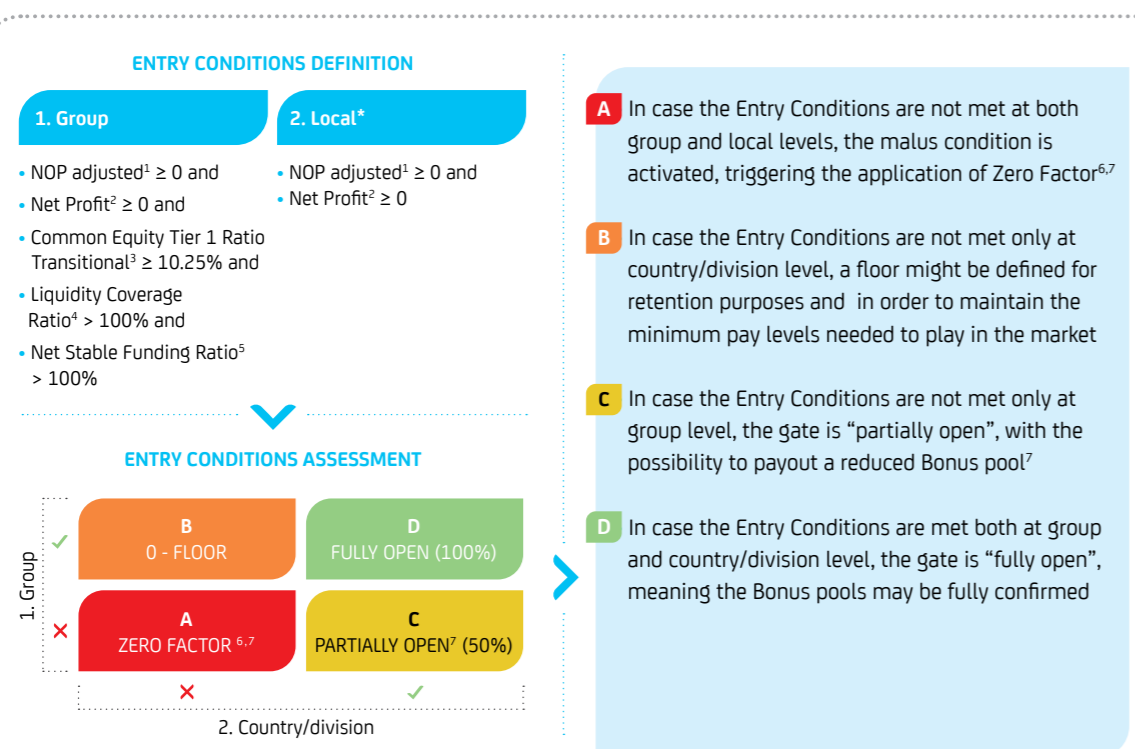 ENTRY CONDITIONS DEFINITION
1. Group
2. Local*
• NOP adjusted¹ ≥ 0 and
• Net Profit² ≥ 0 and
• Common Equity Tier 1 Ratio
Transitional³ ≥ 10.25% and
• Liquidity Coverage
Ratio⁴ > 100% and
• Net Stable Funding Ratio⁵
> 100%
• NOP adjusted¹ ≥ 0 and
• Net Profit² ≥ 0
ENTRY CONDITIONS ASSESSMENT
1. Group
B
0 - FLOOR
D
FULLY OPEN (100%)
A
ZERO FACTOR ⁶,⁷
C
PARTIALLY OPEN⁷ (50%)
2. Country/division
A In case the Entry Conditions are not met at both
group and local levels, the malus condition is
activated, triggering the application of Zero Factor⁶,⁷
B In case the Entry Conditions are not met only at
country/division level, a floor might be defined for
retention purposes and in order to maintain the
minimum pay levels needed to play in the market
C In case the Entry Conditions are not met only at
group level, the gate is “partially open”, with the
possibility to payout a reduced Bonus pool⁷
D In case the Entry Conditions are met both at group
and country/division level, the gate is “fully open”,
meaning the Bonus pools may be fully confirmed